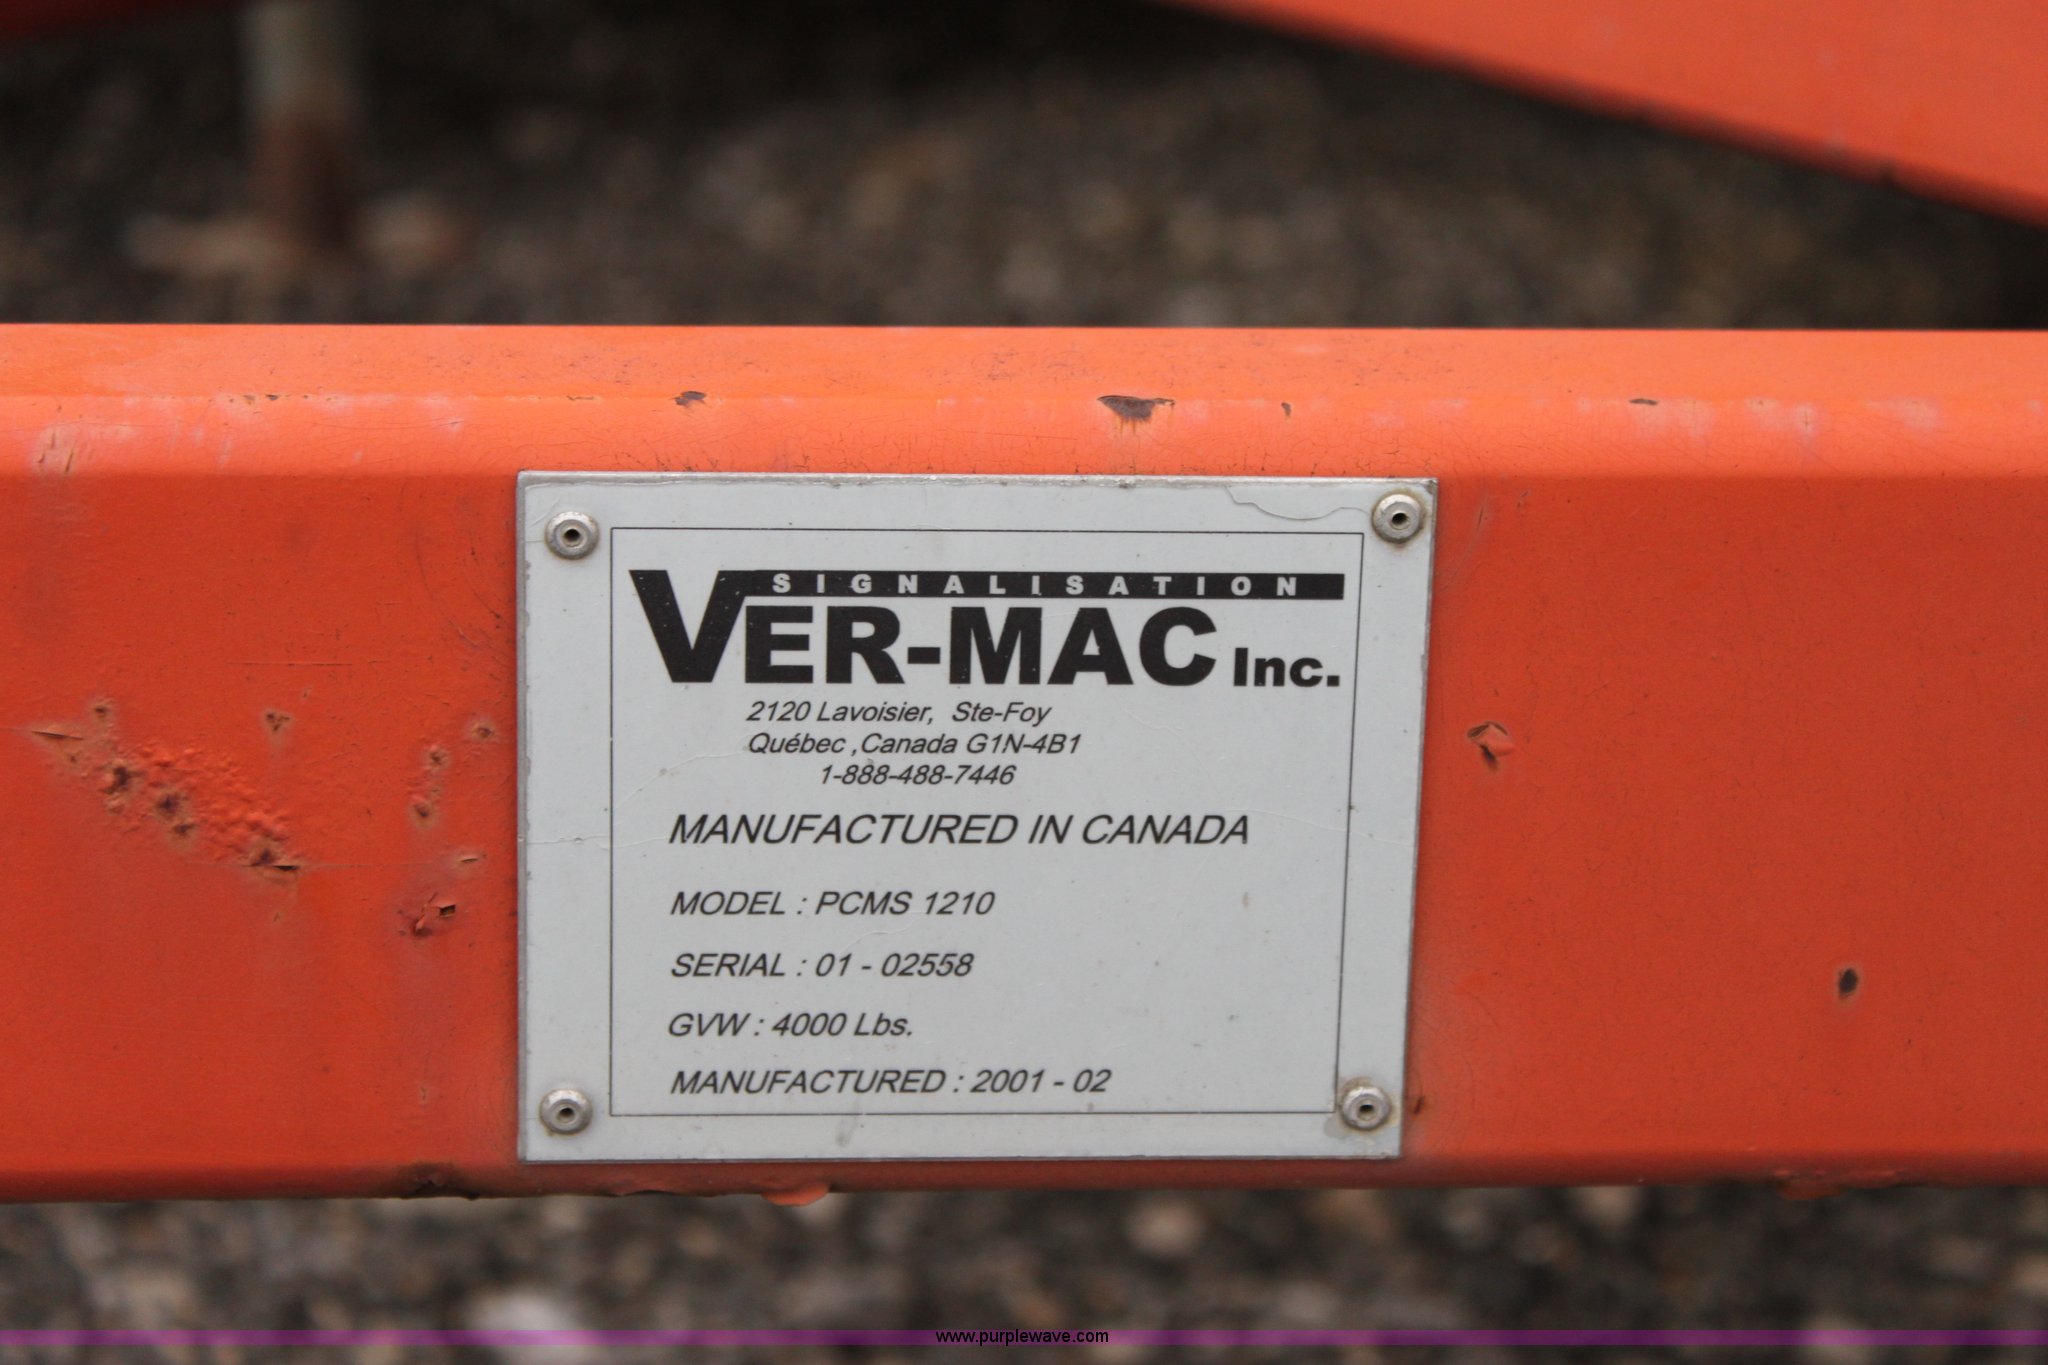 SIGNALISATION
VER-MAC Inc.
2120 Lavoisier, Ste-Foy
Québec ,Canada G1N-4B1
1-888-488-7446
MANUFACTURED IN CANADA
MODEL : PCMS 1210
SERIAL : 01 - 02558
GVW : 4000 Lbs.
MANUFACTURED : 2001 - 02
www.purplewave.com